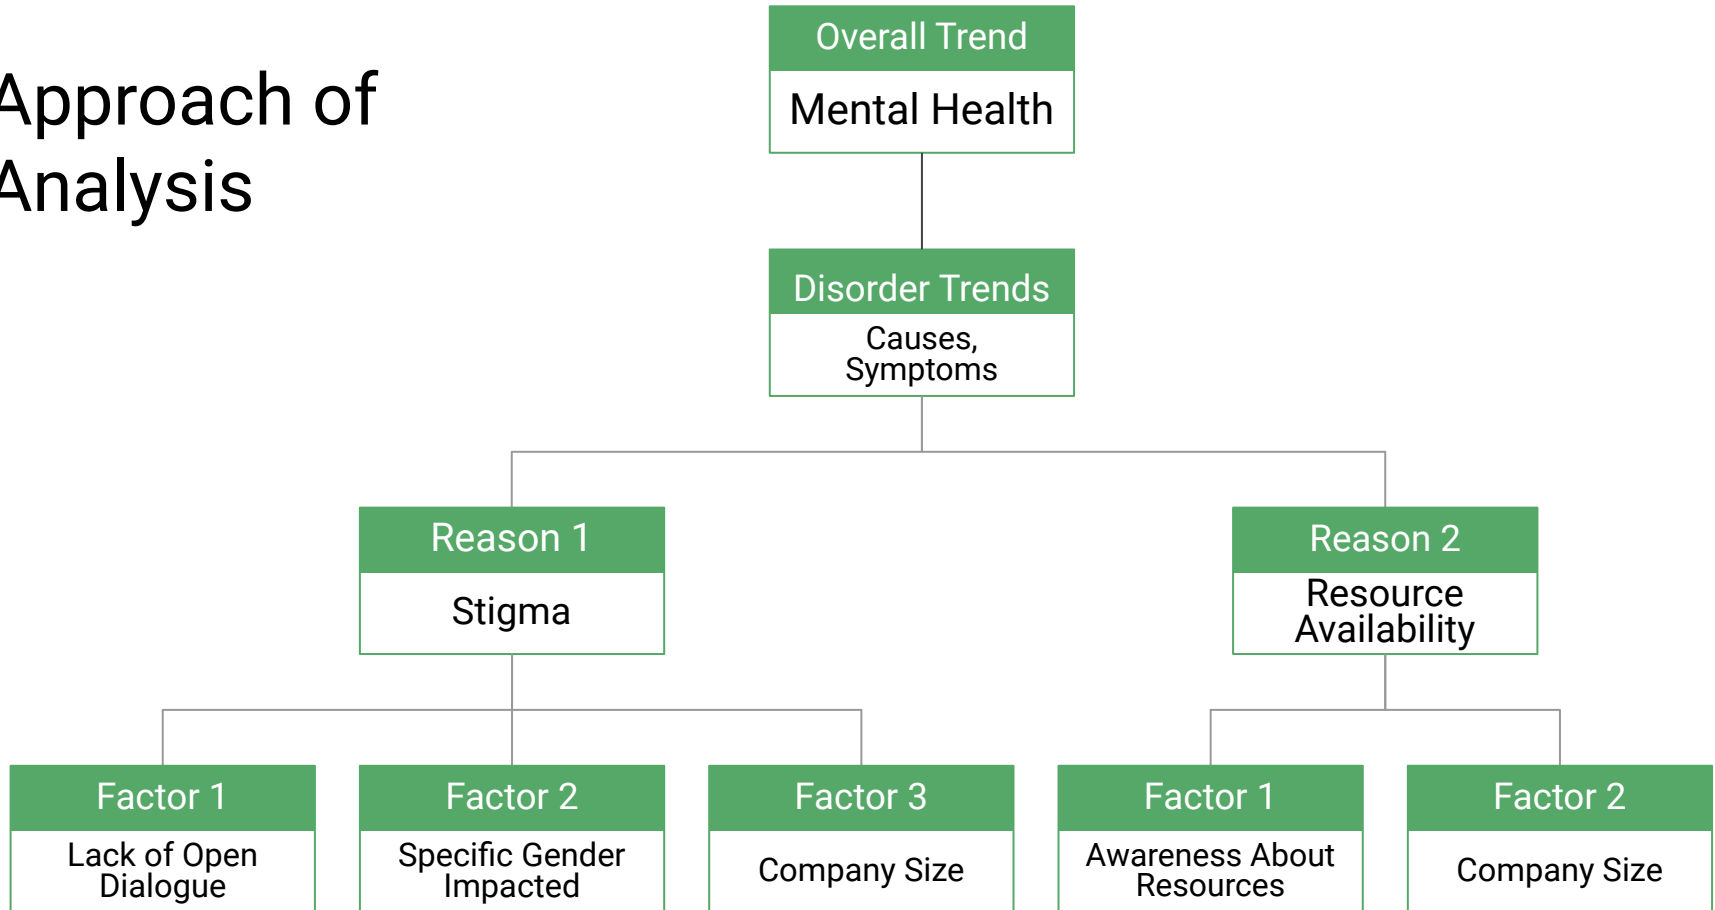 Approach of
Analysis
Overall Trend
Mental Health
Disorder Trends
Causes,
Symptoms
Reason 1
Stigma
Reason 2
Resource
Availability
Factor 1
Lack of Open
Dialogue
Factor 2
Specific Gender
Impacted
Factor 3
Company Size
Factor 1
Awareness About
Resources
Factor 2
Company Size